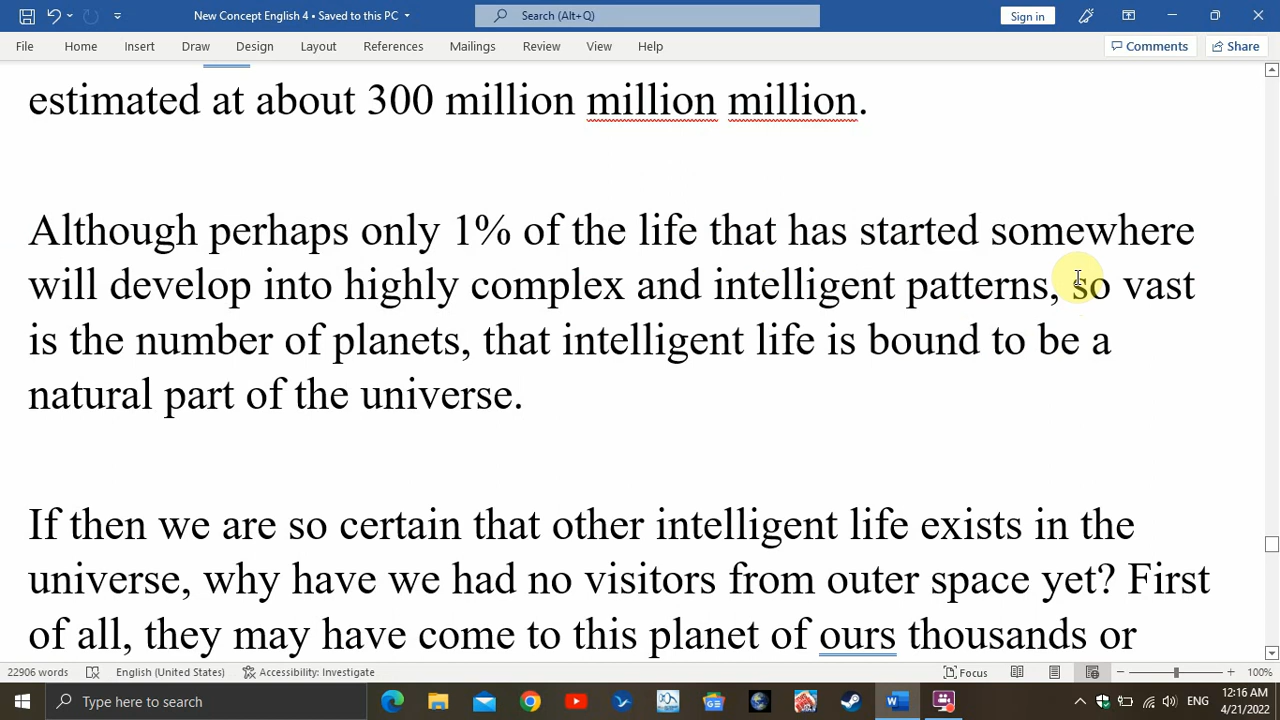 New Concept English 4 • Saved to this PC
Search (Alt+Q)
Sign in
File Home Insert Draw Design Layout References Mailings Review View Help Comments Share
estimated at about 300 million million million.
Although perhaps only 1% of the life that has started somewhere
will develop into highly complex and intelligent patterns, so vast
is the number of planets, that intelligent life is bound to be a
natural part of the universe.
If then we are so certain that other intelligent life exists in the
universe, why have we had no visitors from outer space yet? First
of all, they may have come to this planet of ours thousands or
22906 words English (United States) Accessibility: Investigate Focus 100%
Type here to search ENG 12:16 AM
4/21/2022